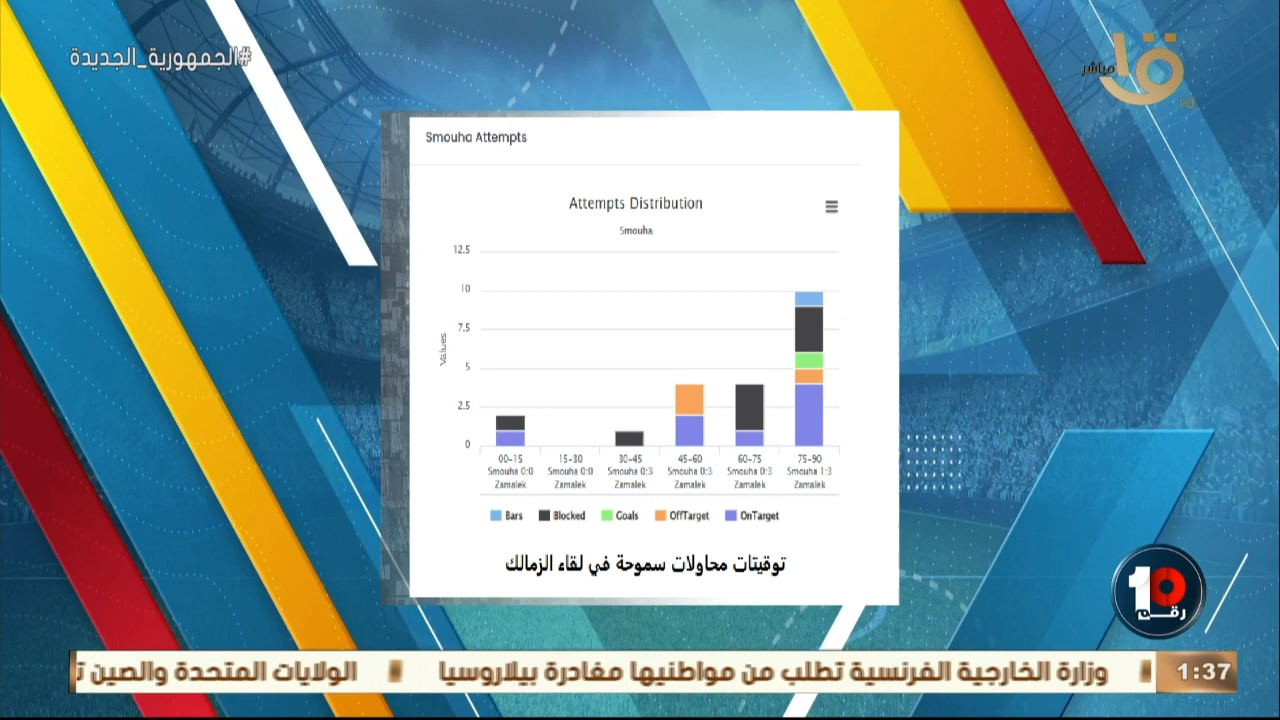 #الجمهورية_الجديدة
مباشر
Smouha Attempts
Attempts Distribution
Smouha
12.5
10
7.5
5
2.5
0
Values
00-15 15-30 30-45 45-60 60-75 75-90
Smouha 0:0 Smouha 0:0 Smouha 0:3 Smouha 0:3 Smouha 0:3 Smouha 1:3
Zamalek Zamalek Zamalek Zamalek Zamalek Zamalek
Bars Blocked Goals OffTarget OnTarget
توقيتات محاولات سموحة في لقاء الزمالك
رقم 10
وزارة الخارجية الفرنسية تطلب من مواطنيها مغادرة بيلاروسيا الولايات المتحدة والصين
1:37